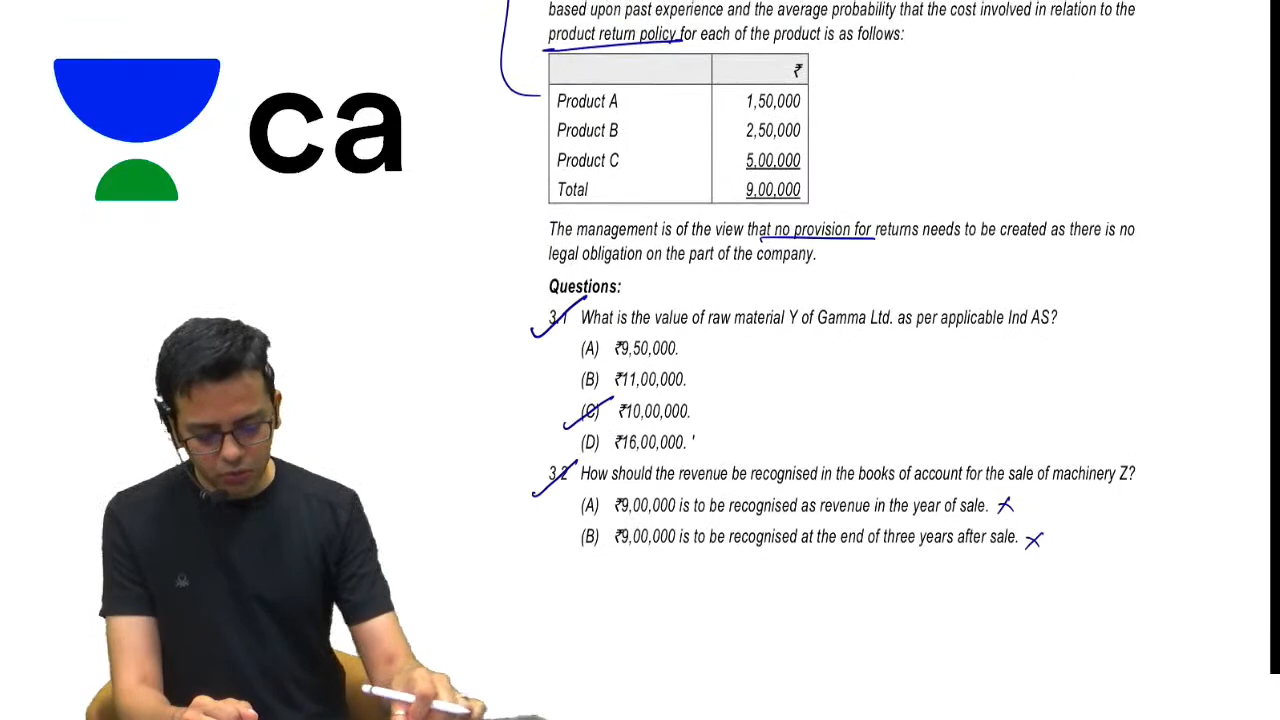 ca
based upon past experience and the average probability that the cost involved in relation to the
product return policy for each of the product is as follows:
₹
Product A 1,50,000
Product B 2,50,000
Product C 5,00,000
Total 9,00,000
The management is of the view that no provision for returns needs to be created as there is no
legal obligation on the part of the company.
Questions:
3.1 What is the value of raw material Y of Gamma Ltd. as per applicable Ind AS?
(A) ₹9,50,000.
(B) ₹11,00,000.
(C) ₹10,00,000.
(D) ₹16,00,000. '
3.2 How should the revenue be recognised in the books of account for the sale of machinery Z?
(A) ₹9,00,000 is to be recognised as revenue in the year of sale.
(B) ₹9,00,000 is to be recognised at the end of three years after sale.